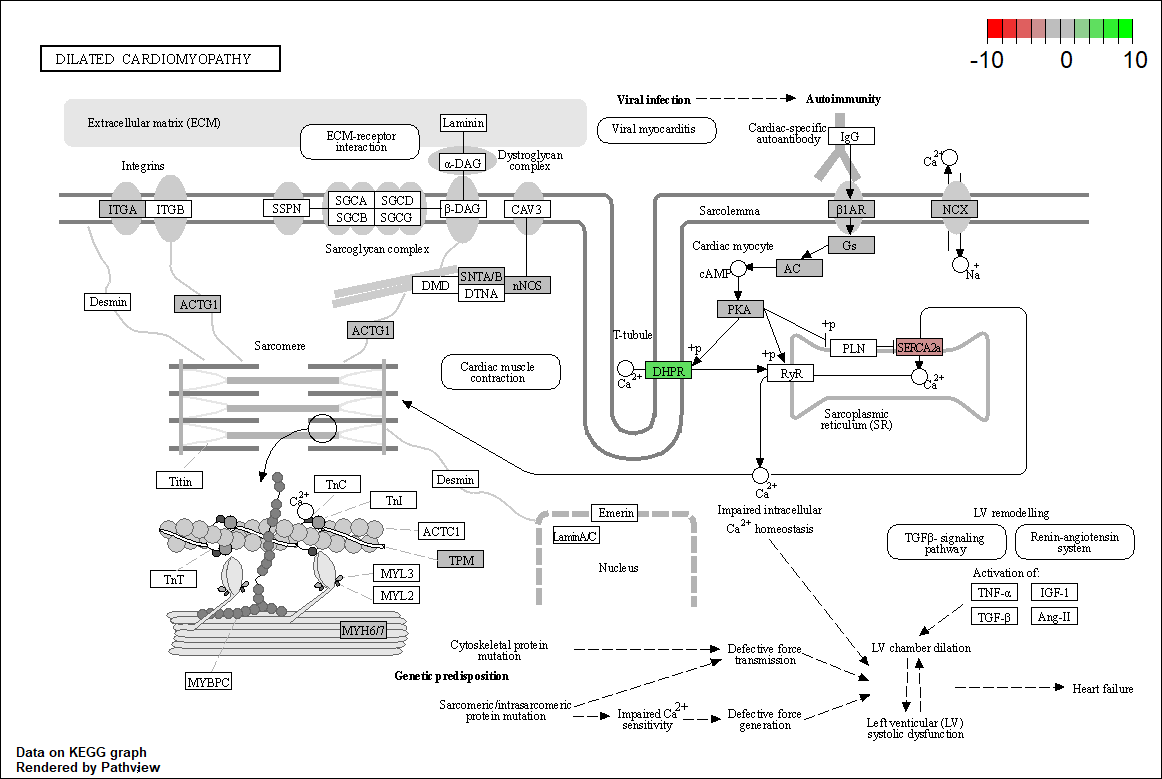 DILATED CARDIOMYOPATHY
-10 0 10
Viral infection
Autoimmunity
Extracellular matrix (ECM)
ECM-receptor
interaction
Laminin
Viral myocarditis
Cardiac-specific
autoantibody
IgG
Ca2+
Integrins
α-DAG
Dystroglycan
complex
ITGA
ITGB
SSPN
SGCA
SGCD
SGCB
SGCG
β-DAG
CAV3
Sarcolemma
β1AR
NCX
Sarcoglycan complex
Cardiac myocyte
Gs
cAMP
AC
Na+
Desmin
ACTG1
DMD
SNTA/B
DTNA
nNOS
PKA
ACTG1
T-tubule
+p
+p
+p
PLN
SERCA2a
Sarcomere
Cardiac muscle
contraction
Ca2+
DHPR
RyR
Ca2+
Sarcoplasmic
reticulum (SR)
Titin
Desmin
Ca2+
TnC
TnI
Ca2+
ACTC1
Emerin
LaminA/C
Impaired intracellular
Ca2+ homeostasis
LV remodelling
TGFβ- signaling
pathway
Renin-angiotensin
system
TPM
Nucleus
TnT
MYL3
MYL2
Activation of:
TNF-α
IGF-1
TGF-β
Ang-II
MYH6/7
MYBPC
Cytoskeletal protein
mutation
Defective force
transmission
LV chamber dilation
Genetic predisposition
Sarcomeric/intrasarcomeric
protein mutation
Impaired Ca2+
sensitivity
Defective force
generation
Heart failure
Left venticular (LV)
systolic dysfunction
Data on KEGG graph
Rendered by Pathview